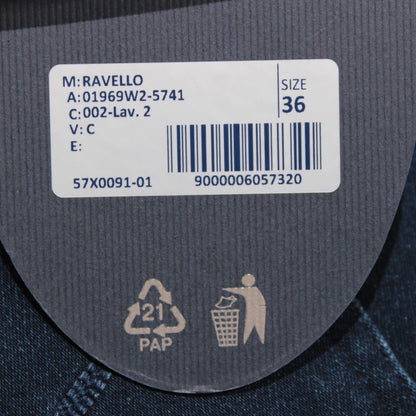 M: RAVELLO
A: 01969W2-5741
C: 002-Lav. 2
V: C
E:
SIZE
36
57X0091-01
9000006057320
21
PAP